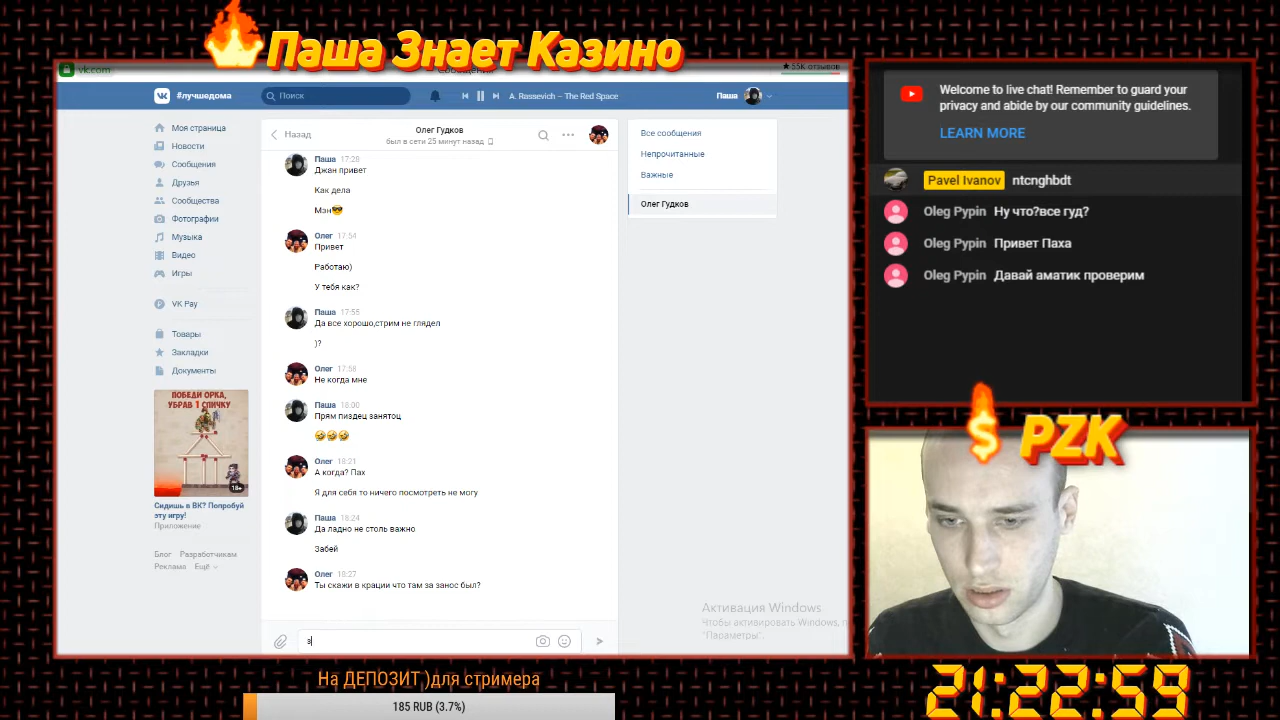 Паша Знает Казино
vk.com
Сообщения
★ 55K отзывов
#лучшедома
Поиск
A. Rassevich – The Red Space
Паша
Моя страница
Новости
Сообщения
Друзья
Сообщества
Фотографии
Музыка
Видео
Игры
VK Pay
Товары
Закладки
Документы
ПОБЕДИ ОРКА,
УБРАВ 1 СПИЧКУ
18+
Сидишь в ВК? Попробуй
эту игру!
Приложение
Блог Разработчикам
Реклама Ещё
Назад
Олег Гудков
был в сети 25 минут назад
Паша 17:28
Джан привет
Как дела
Мэн😎
Олег 17:54
Привет
Работаю)
У тебя как?
Паша 17:55
Да все хорошо,стрим не глядел
)?
Олег 17:58
Не когда мне
Паша 18:00
Прям пиздец занятоц
🤣🤣🤣
Олег 18:21
А когда? Пах
Я для себя то ничего посмотреть не могу
Паша 18:24
Да ладно не столь важно
Забей
Олег 18:27
Ты скажи в крации что там за занос был?
з
Все сообщения
Непрочитанные
Важные
Олег Гудков
Активация Windows
Чтобы активировать Windows,
"Параметры".
Welcome to live chat! Remember to guard your
privacy and abide by our community guidelines.
LEARN MORE
Pavel Ivanov ntcnghbdt
Oleg Pypin Ну что?все гуд?
Oleg Pypin Привет Паха
Oleg Pypin Давай аматик проверим
$ PZK
На ДЕПОЗИТ )для стримера
185 RUB (3.7%)
21:22:59